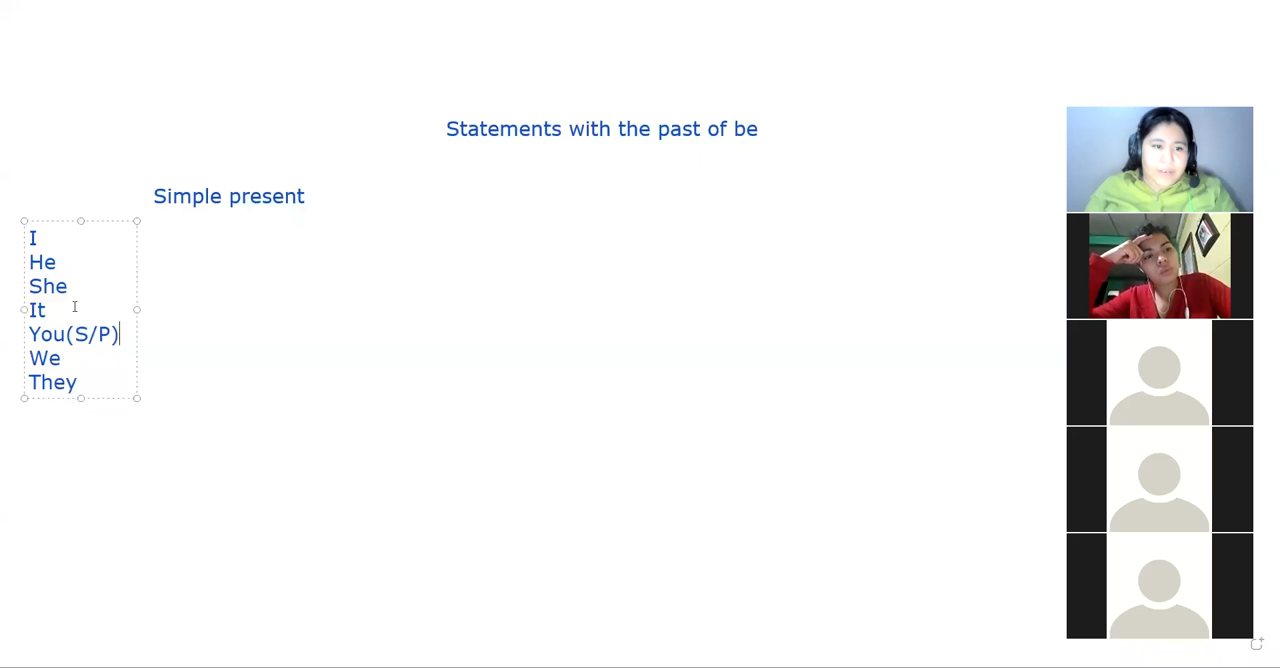 Statements with the past of be
Simple present
I
He
She
It
You(S/P)
We
They